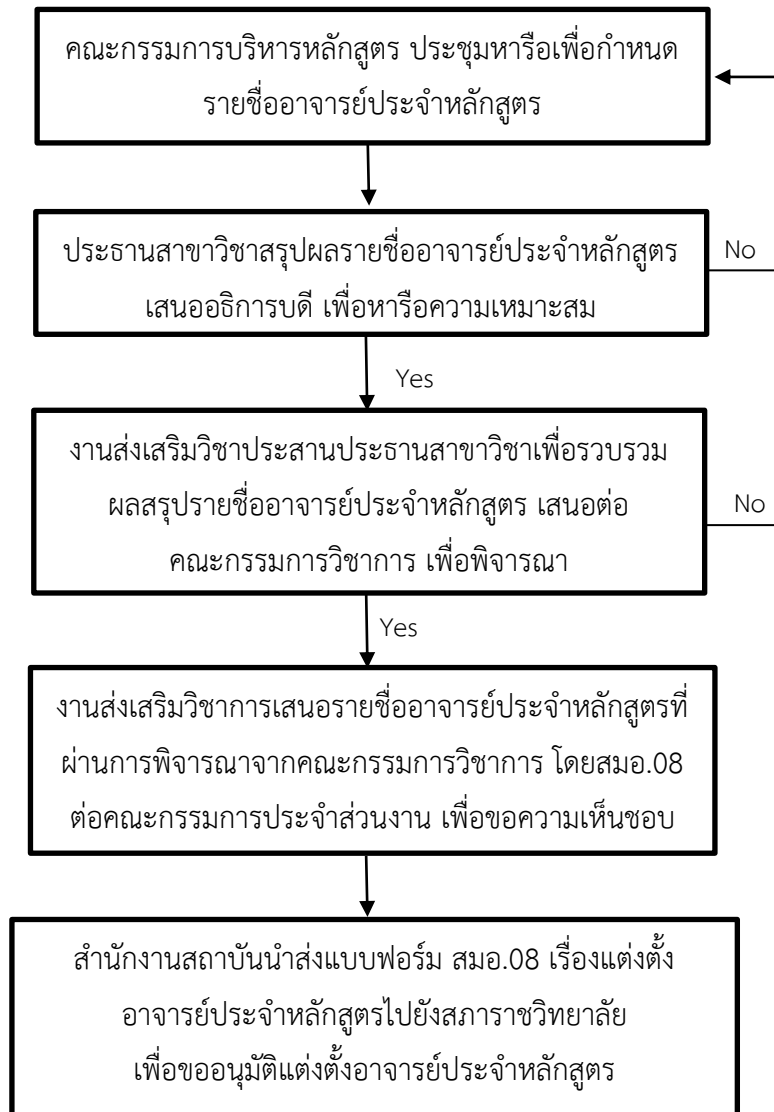 คณะกรรมการบริหารหลักสูตร ประชุมหารือเพื่อกำหนด
รายชื่ออาจารย์ประจำหลักสูตร
ประธานสาขาวิชาสรุปผลรายชื่ออาจารย์ประจำหลักสูตร
เสนออธิการบดี เพื่อหารือความเหมาะสม
No
Yes
งานส่งเสริมวิชาประสานประธานสาขาวิชาเพื่อรวบรวม
ผลสรุปรายชื่ออาจารย์ประจำหลักสูตร เสนอต่อ
คณะกรรมการวิชาการ เพื่อพิจารณา
No
Yes
งานส่งเสริมวิชาการเสนอรายชื่ออาจารย์ประจำหลักสูตรที่
ผ่านการพิจารณาจากคณะกรรมการวิชาการ โดยสมอ.08
ต่อคณะกรรมการประจำส่วนงาน เพื่อขอความเห็นชอบ
สำนักงานสถาบันนำส่งแบบฟอร์ม สมอ.08 เรื่องแต่งตั้ง
อาจารย์ประจำหลักสูตรไปยังสภาราชวิทยาลัย
เพื่อขออนุมัติแต่งตั้งอาจารย์ประจำหลักสูตร